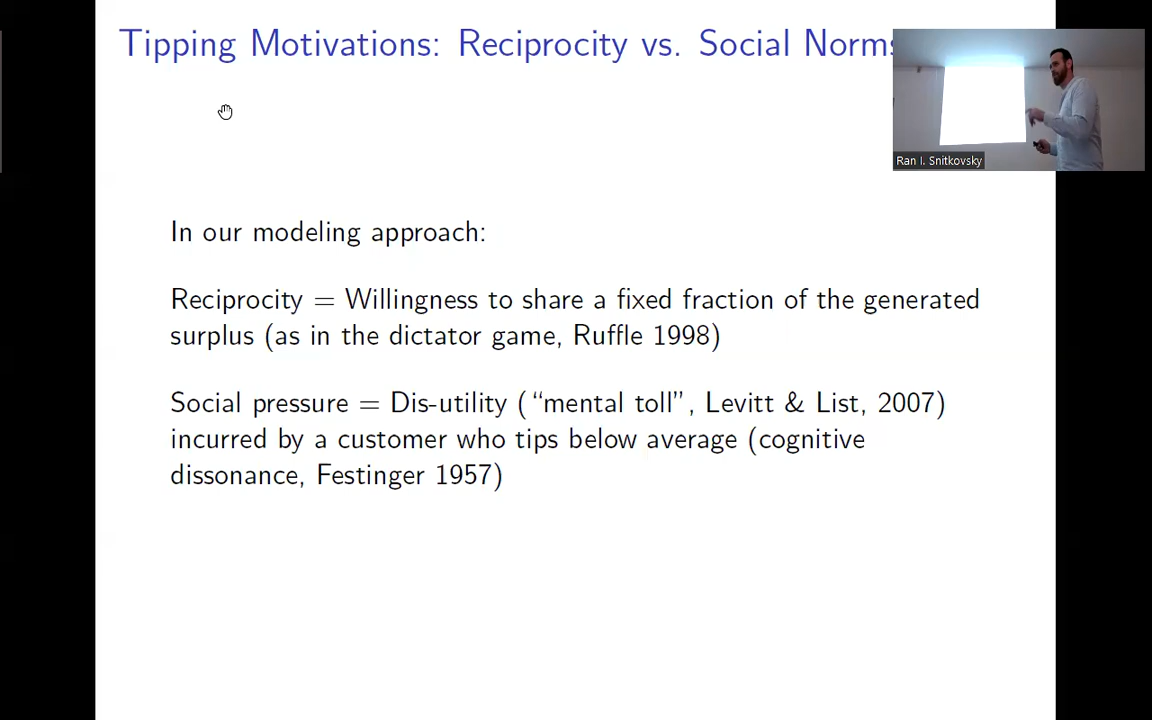 Tipping Motivations: Reciprocity vs. Social Norms
Ran I. Snitkovsky
In our modeling approach:
Reciprocity = Willingness to share a fixed fraction of the generated
surplus (as in the dictator game, Ruffle 1998)
Social pressure = Dis-utility (“mental toll”, Levitt & List, 2007)
incurred by a customer who tips below average (cognitive
dissonance, Festinger 1957)